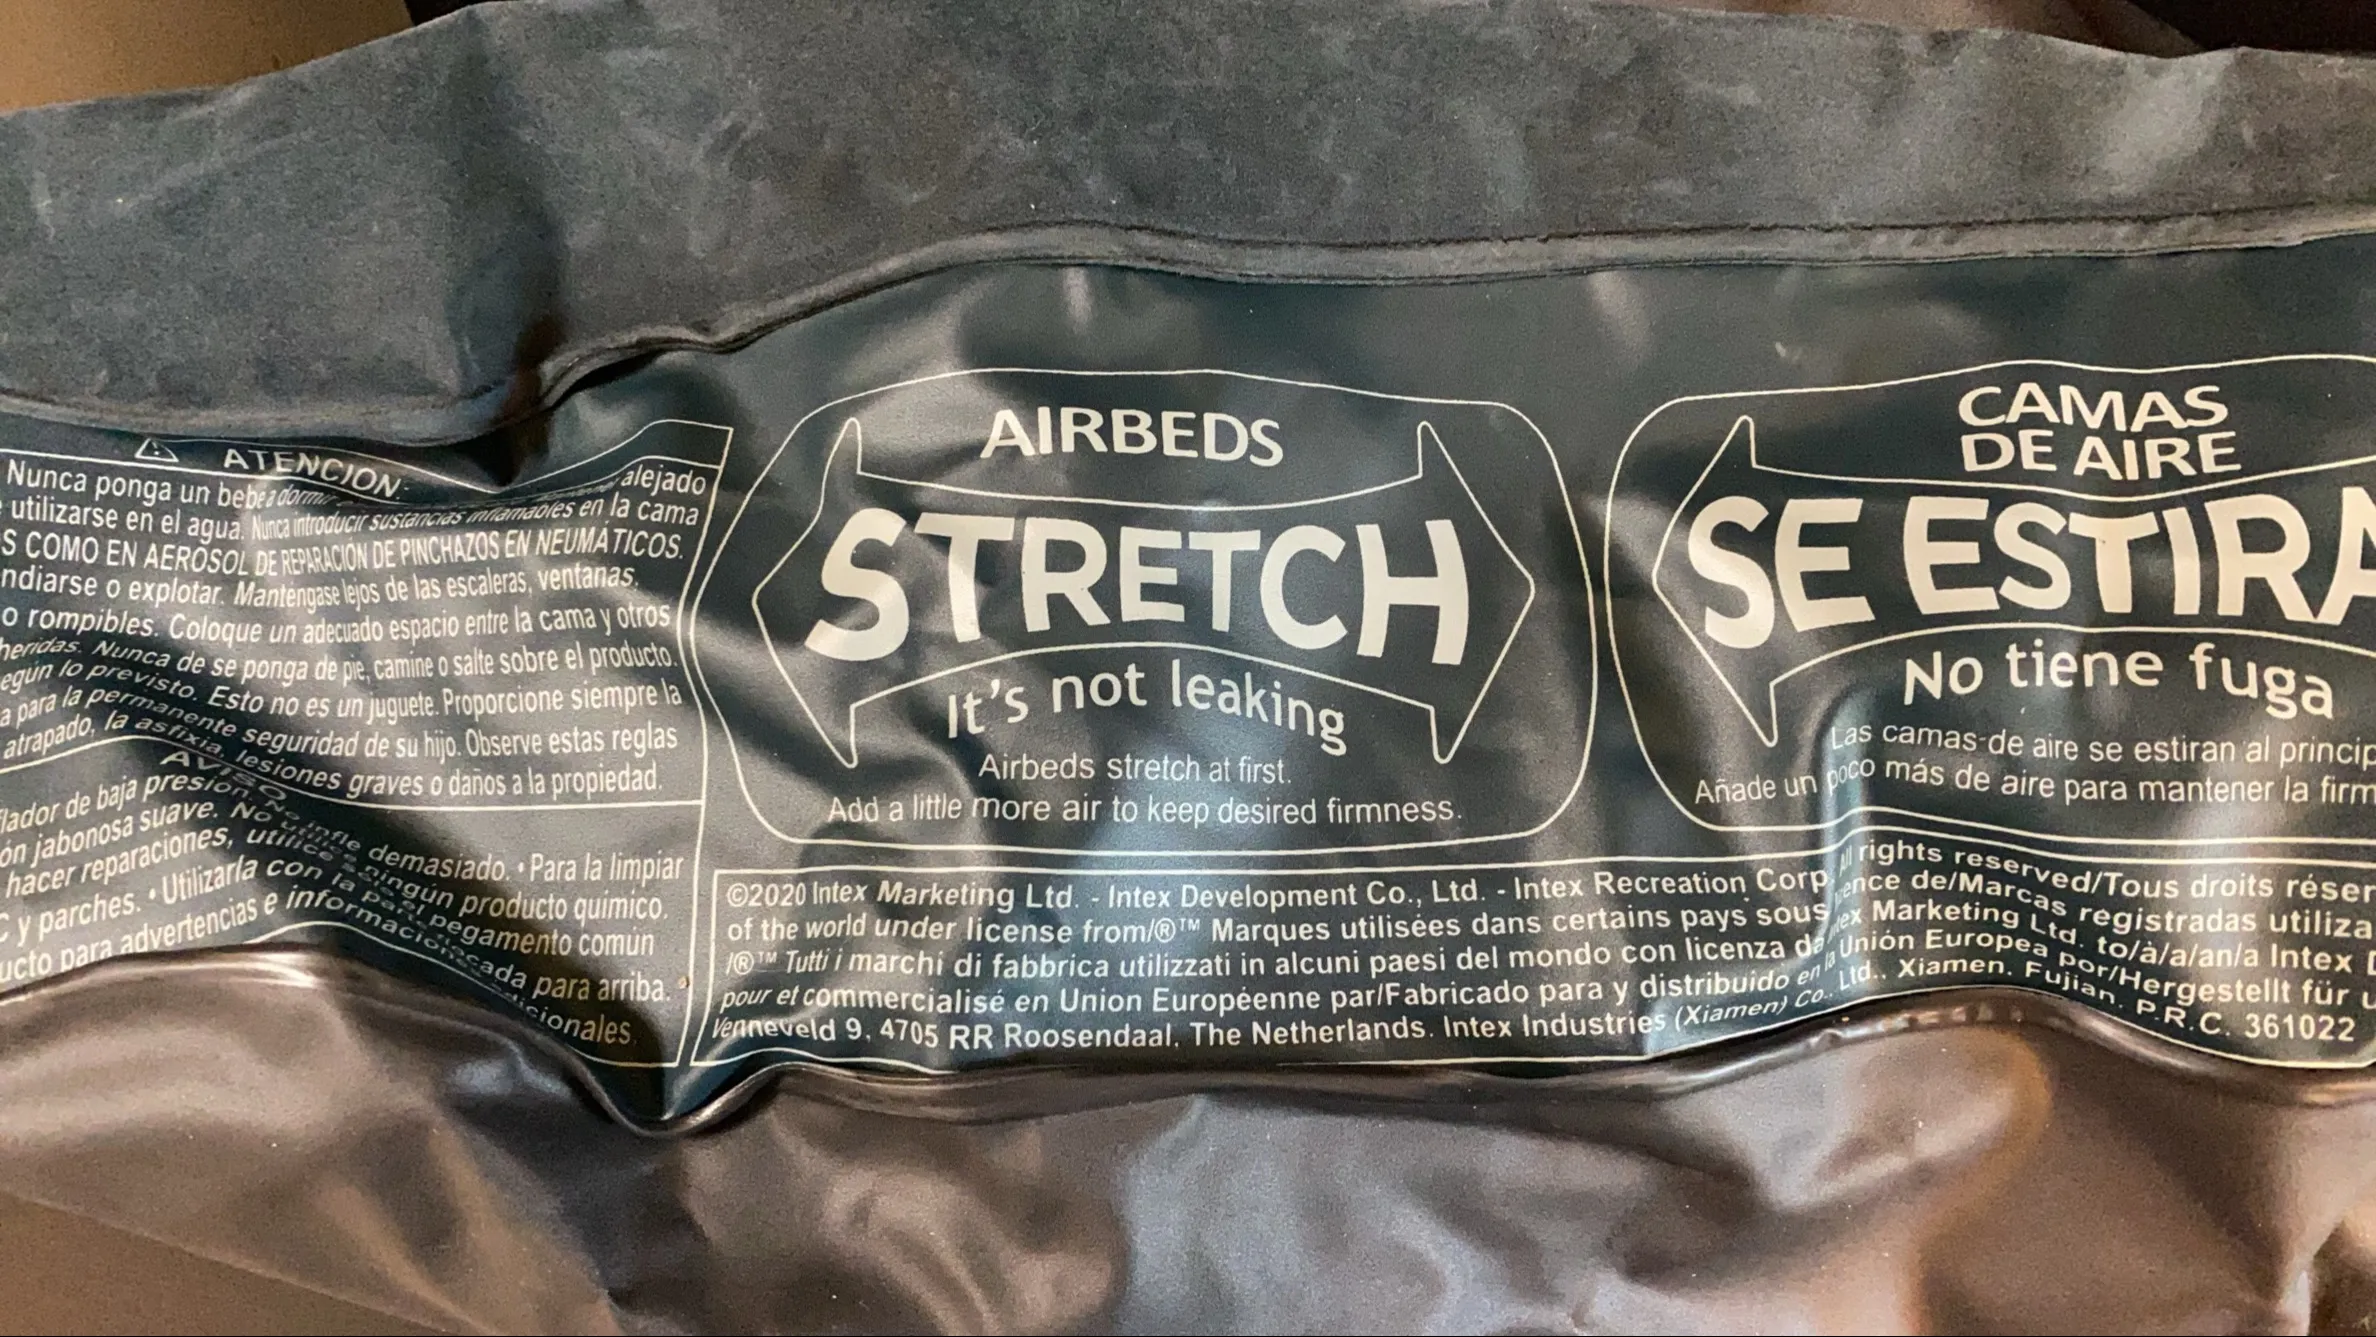 ATENCION:
Nunca ponga un bebe a dormir alejado
utilizarse en el agua. Nunca introducir sustancias inflamables en la cama
S COMO EN AEROSOL DE REPARACION DE PINCHAZOS EN NEUMÁTICOS.
ndiarse o explotar. Manténgase lejos de las escaleras, ventanas,
o rompibles. Coloque un adecuado espacio entre la cama y otros
heridas. Nunca de se ponga de pie, camine o salte sobre el producto.
egún lo previsto. Esto no es un juguete. Proporcione siempre la
a para la permanente seguridad de su hijo. Observe estas reglas
atrapado, la asfixia, lesiones graves o daños a la propiedad.
AVISO
flador de baja presión. No infle demasiado. • Para la limpiar
ón jabonosa suave. No utilice ningún producto químico.
hacer reparaciones, utilice pegamento común
C y parches. • Utilizarla con la para arriba.
ucto para advertencias e información adicionales.
AIRBEDS
STRETCH
It's not leaking
Airbeds stretch at first.
Add a little more air to keep desired firmness.
CAMAS
DE AIRE
SE ESTIRA
No tiene fuga
Las camas de aire se estiran al princip
Añade un poco más de aire para mantener la firm
©2020 Intex Marketing Ltd. - Intex Development Co., Ltd. - Intex Recreation Corp. All rights reserved/Tous droits réser
of the world under license from/®™ Marques utilisées dans certains pays sous ence de/Marcas registradas utiliza
/®™ Tutti i marchi di fabbrica utilizzati in alcuni paesi del mondo con licenza da Intex Marketing Ltd. to/à/a/an/a Intex D
pour et commercialisé en Union Européenne par/Fabricado para y distribuido en la Unión Europea por/Hergestellt für u
Venneveld 9, 4705 RR Roosendaal, The Netherlands. Intex Industries (Xiamen) Co., Ltd., Xiamen, Fujian, P.R.C. 361022